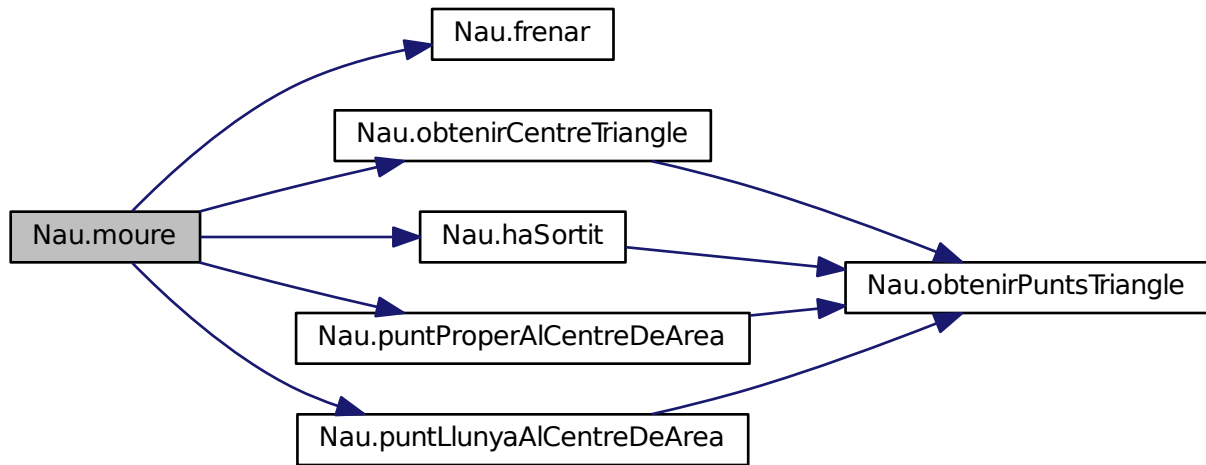 Nau.frenar
Nau.obtenirCentreTriangle
Nau.moure
Nau.haSortit
Nau.obtenirPuntsTriangle
Nau.puntProperAlCentreDeArea
Nau.puntLlunyaAlCentreDeArea